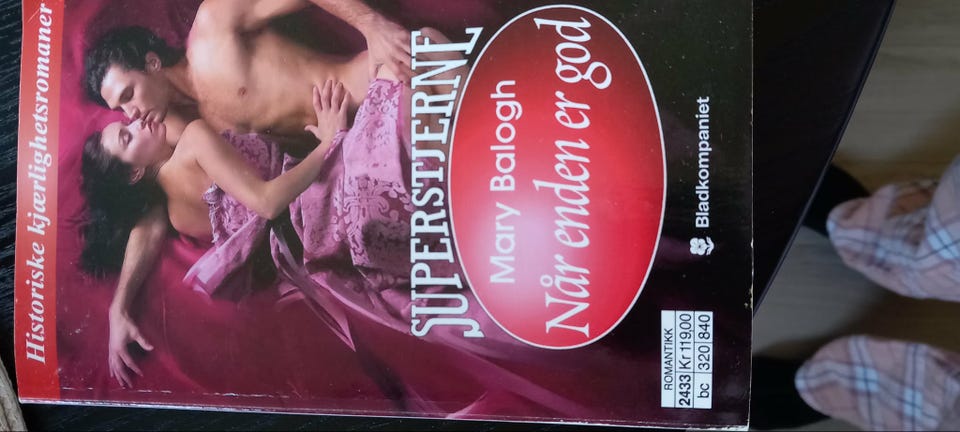 Historiske kjærlighetsromaner
SUPERSTJERNE
Mary Balogh
Når enden er god
Bladkompaniet
ROMANTIKK
2433 Kr 119,00
bc 320 840